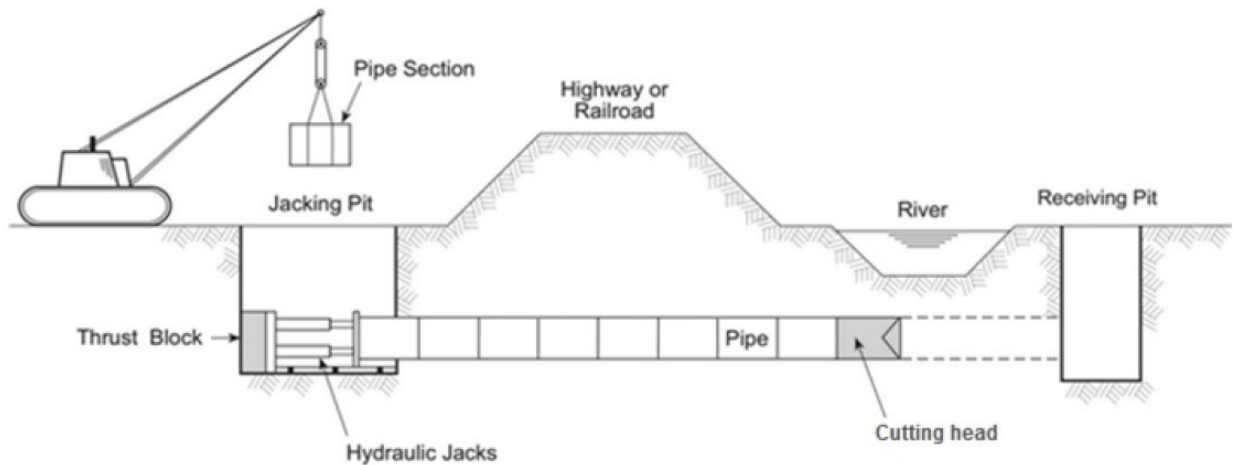 Pipe Section
Highway or
Railroad
Jacking Pit
River
Receiving Pit
Thrust Block
Pipe
Cutting head
Hydraulic Jacks